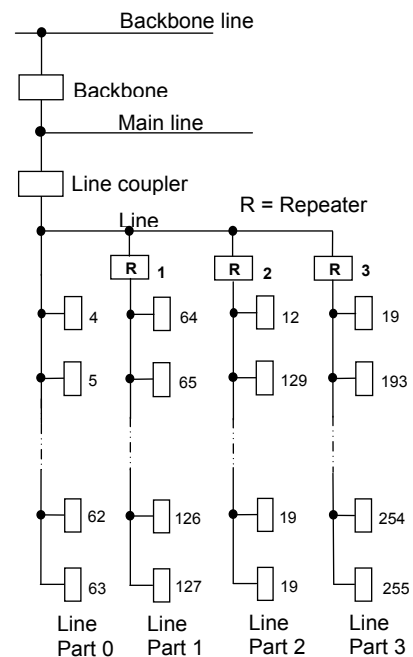 Backbone line
Backbone
Main line
Line coupler
R = Repeater
Line
R 1 R 2 R 3
4 64 12 19
5 65 129 193
62 126 19 254
63 127 19 255
Line Line Line Line
Part 0 Part 1 Part 2 Part 3